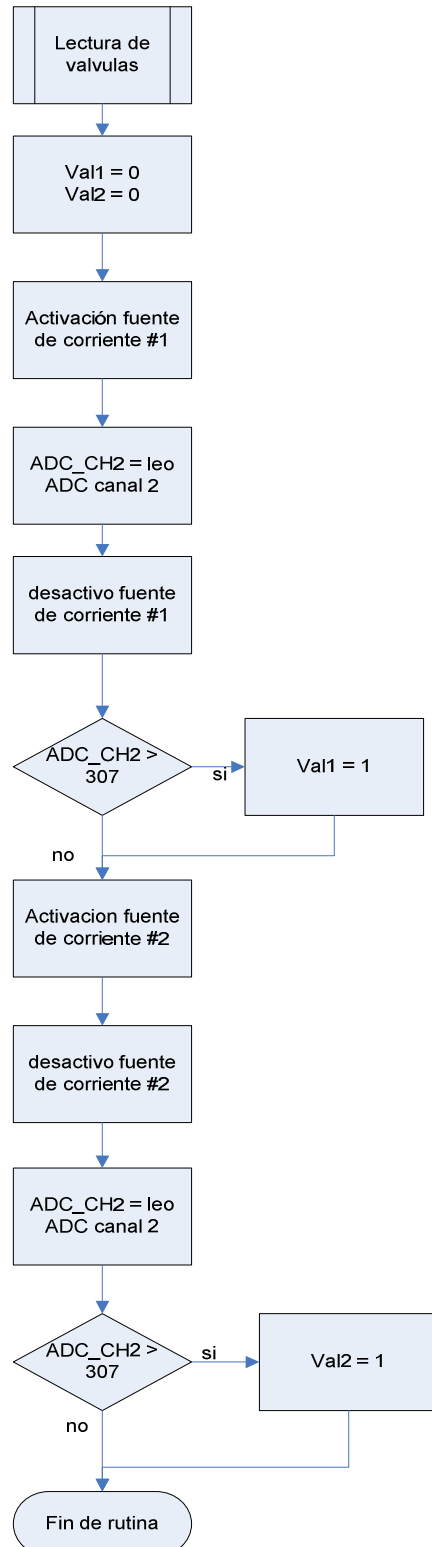 Lectura de
valvulas
Val1 = 0
Val2 = 0
Activación fuente
de corriente #1
ADC_CH2 = leo
ADC canal 2
desactivo fuente
de corriente #1
ADC_CH2 >
307
si
Val1 = 1
no
Activacion fuente
de corriente #2
desactivo fuente
de corriente #2
ADC_CH2 = leo
ADC canal 2
ADC_CH2 >
307
si
Val2 = 1
no
Fin de rutina